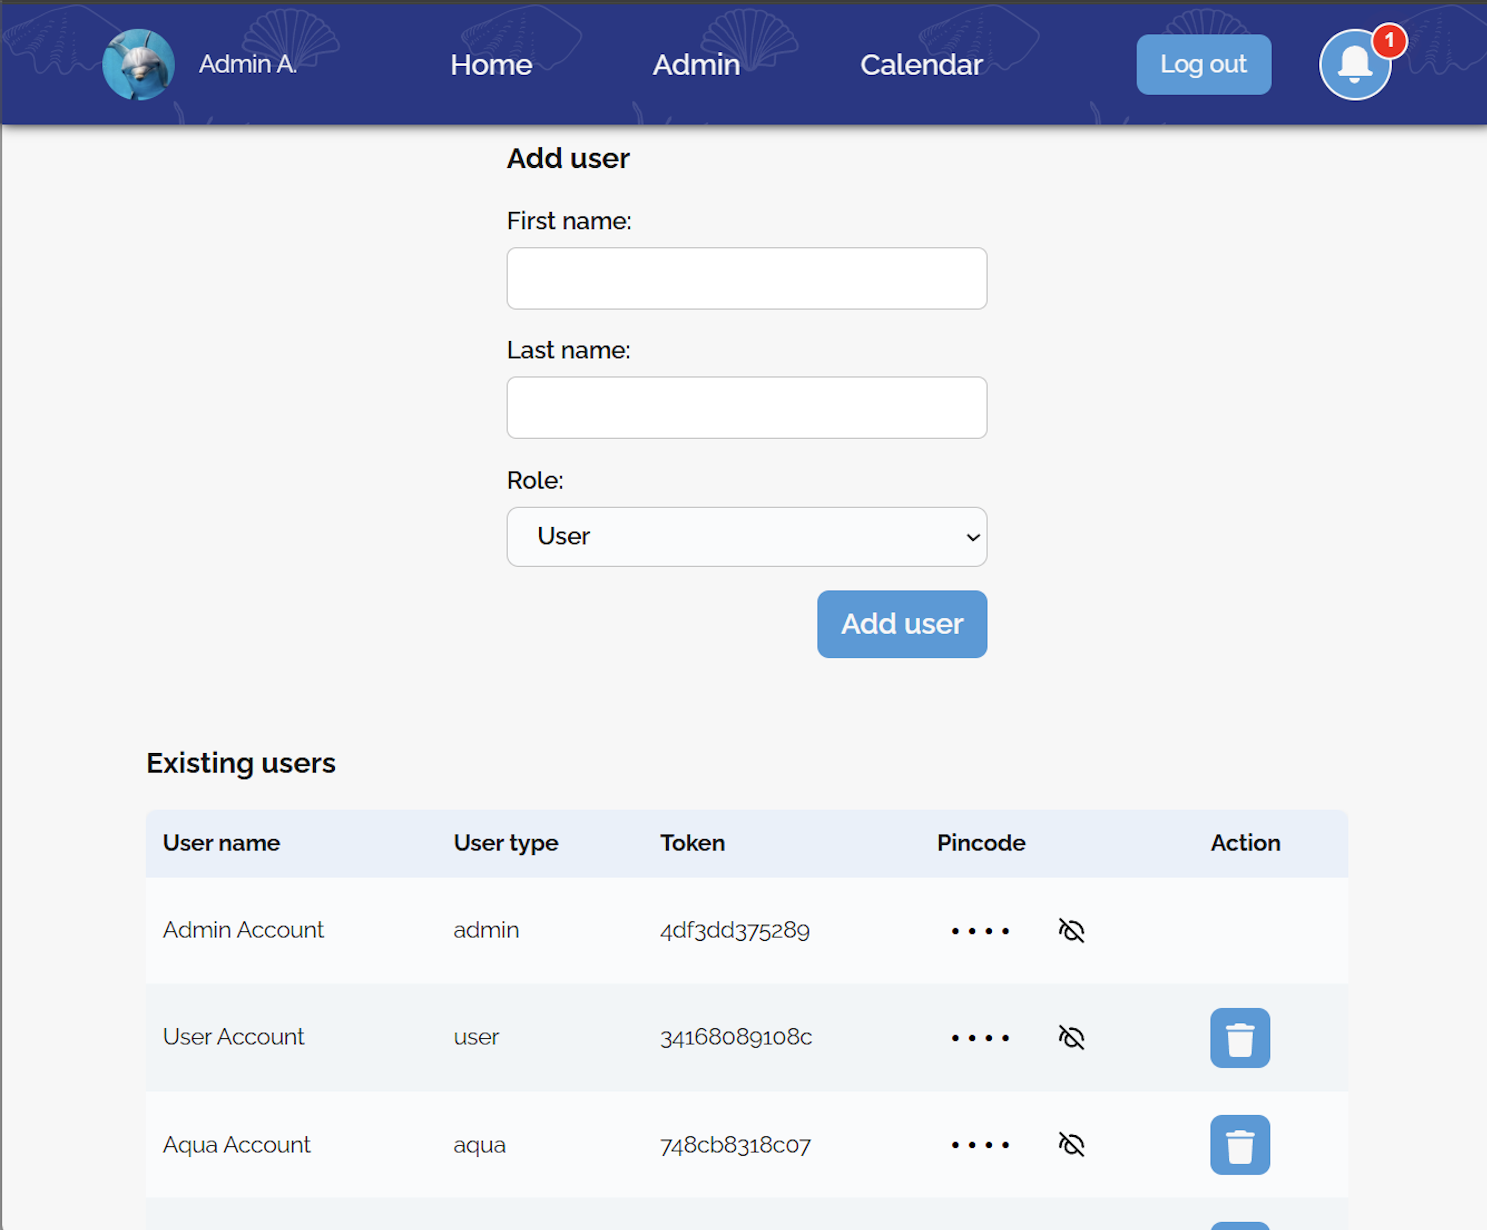 Admin A. Home Admin Calendar Log out 1
Add user
First name:
Last name:
Role:
User
Add user
Existing users
User name User type Token Pincode Action
Admin Account admin 4df3dd375289 ••••
User Account user 34168089108c ••••
Aqua Account aqua 748cb8318c07 ••••